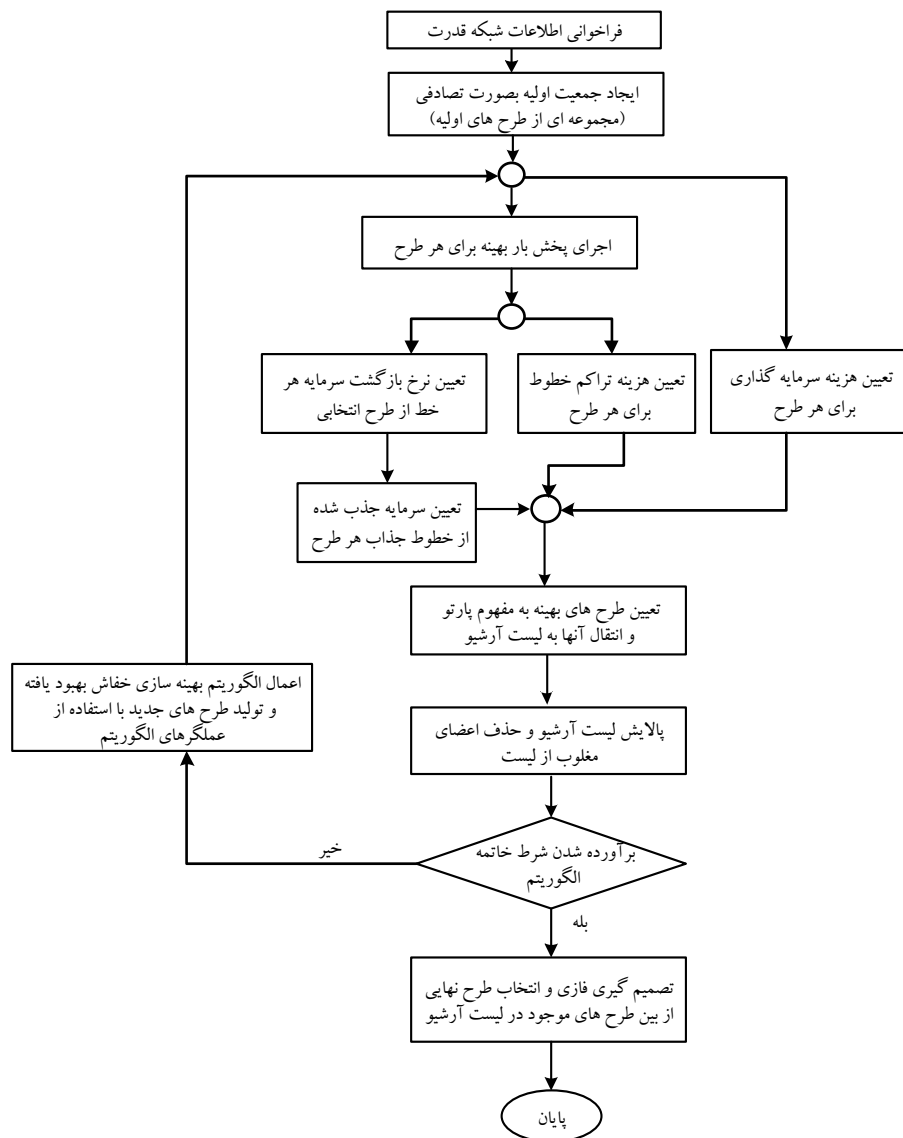 فراخوانی اطلاعات شبکه قدرت
ایجاد جمعیت اولیه بصورت تصادفی
(مجموعه ای از طرح های اولیه)
اجرای پخش بار بهینه برای هر طرح
تعیین هزینه سرمایه گذاری
برای هر طرح
تعیین هزینه تراکم خطوط
برای هر طرح
تعیین نرخ بازگشت سرمایه هر
خط از طرح انتخابی
تعیین سرمایه جذب شده
از خطوط جذاب هر طرح
تعیین طرح های بهینه به مفهوم پارتو
و انتقال آنها به لیست آرشیو
پالایش لیست آرشیو و حذف اعضای
مغلوب از لیست
برآورده شدن شرط خاتمه
الگوریتم
خیر
اعمال الگوریتم بهینه سازی خفاش بهبود یافته
و تولید طرح های جدید با استفاده از
عملگرهای الگوریتم
بله
تصمیم گیری فازی و انتخاب طرح نهایی
از بین طرح های موجود در لیست آرشیو
پایان